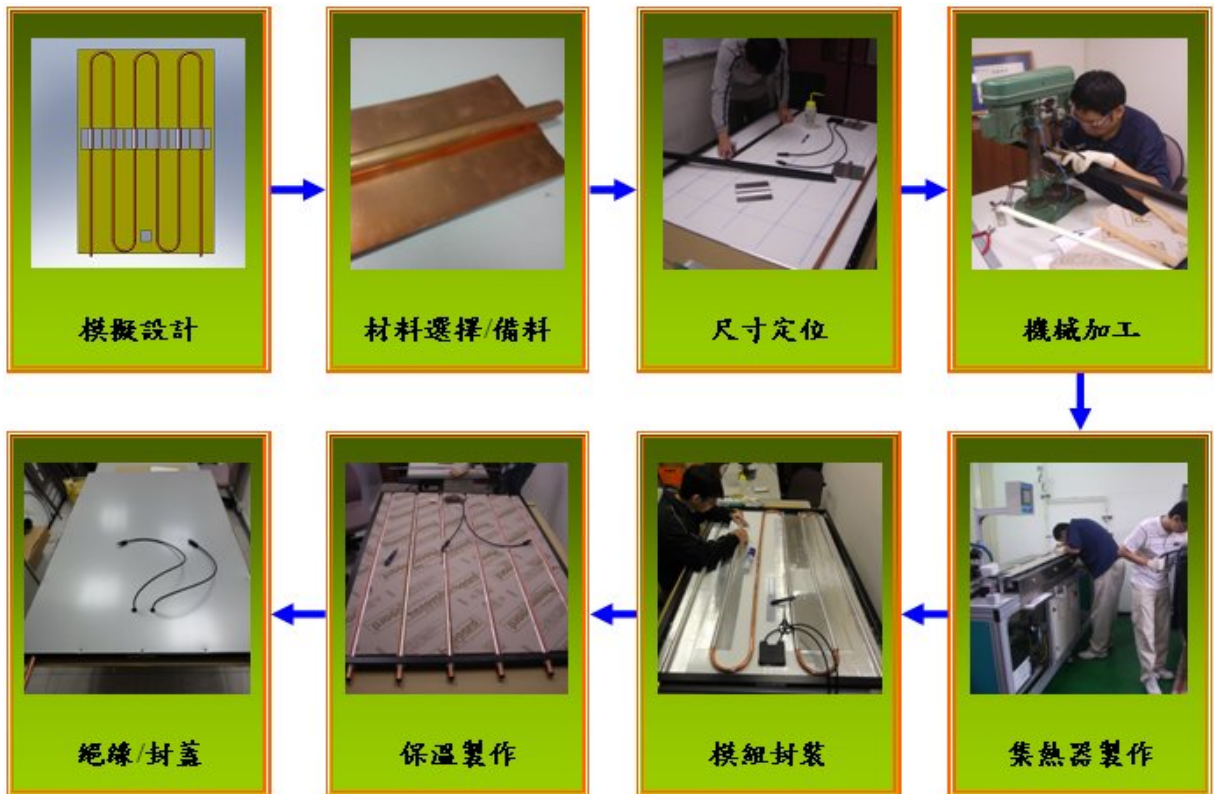 模擬設計
材料選擇/備料
尺寸定位
機械加工
集熱器製作
模組封裝
保溫製作
絕緣/封蓋